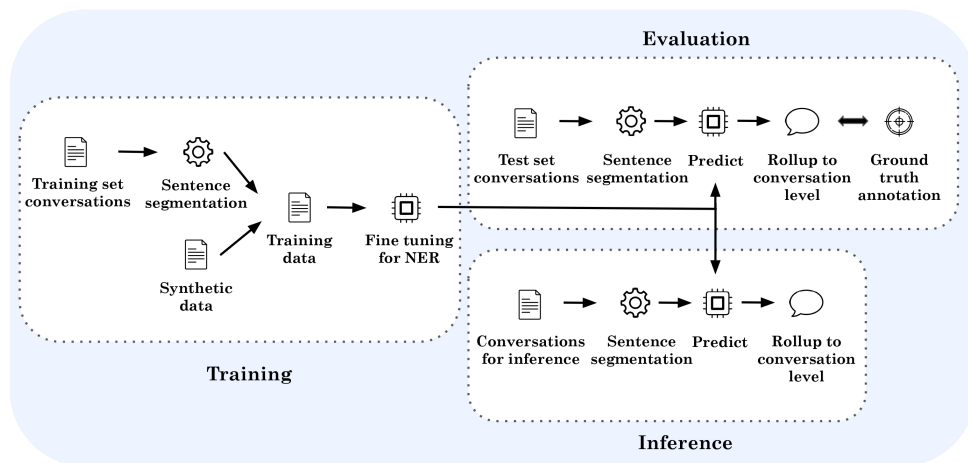 Evaluation
Test set
conversations
Sentence
segmentation
Predict
Rollup to
conversation
level
Ground
truth
annotation
Training set
conversations
Sentence
segmentation
Synthetic
data
Training
data
Fine tuning
for NER
Training
Conversations
for inference
Sentence
segmentation
Predict
Rollup to
conversation
level
Inference